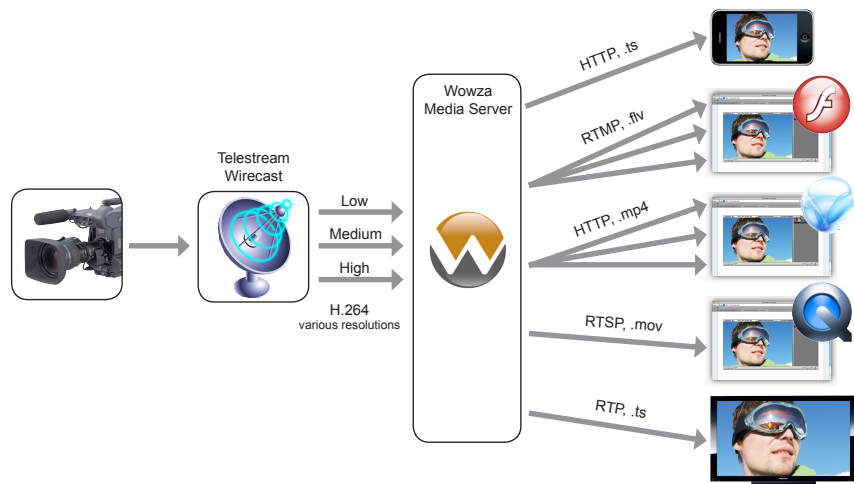 HTTP, .ts
Wowza
Media Server
RTMP, .flv
Telestream
Wirecast
Low
Medium
High
H.264
various resolutions
HTTP, .mp4
RTSP, .mov
RTP, .ts